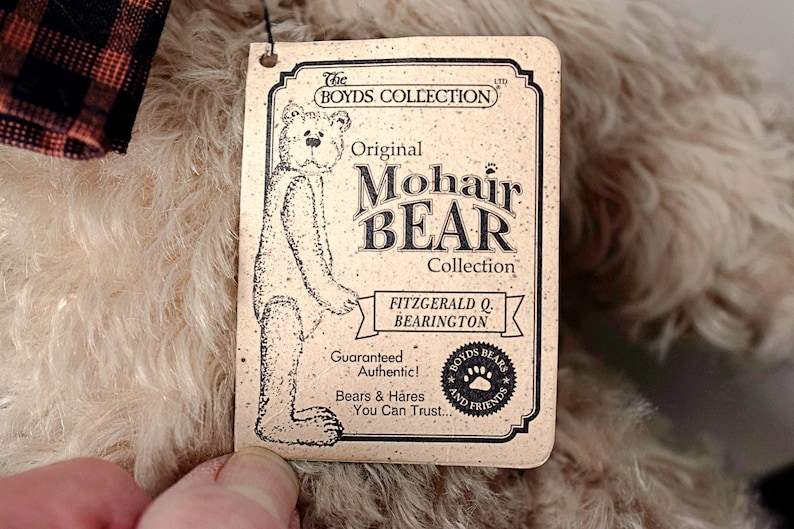 The
BOYDS COLLECTION LTD
®
Original
Mohair
BEAR
Collection™
FITZGERALD Q.
BEARINGTON
Guaranteed
Authentic!
Bears & Hares
You Can Trust...
BOYDS BEARS
AND FRIENDS